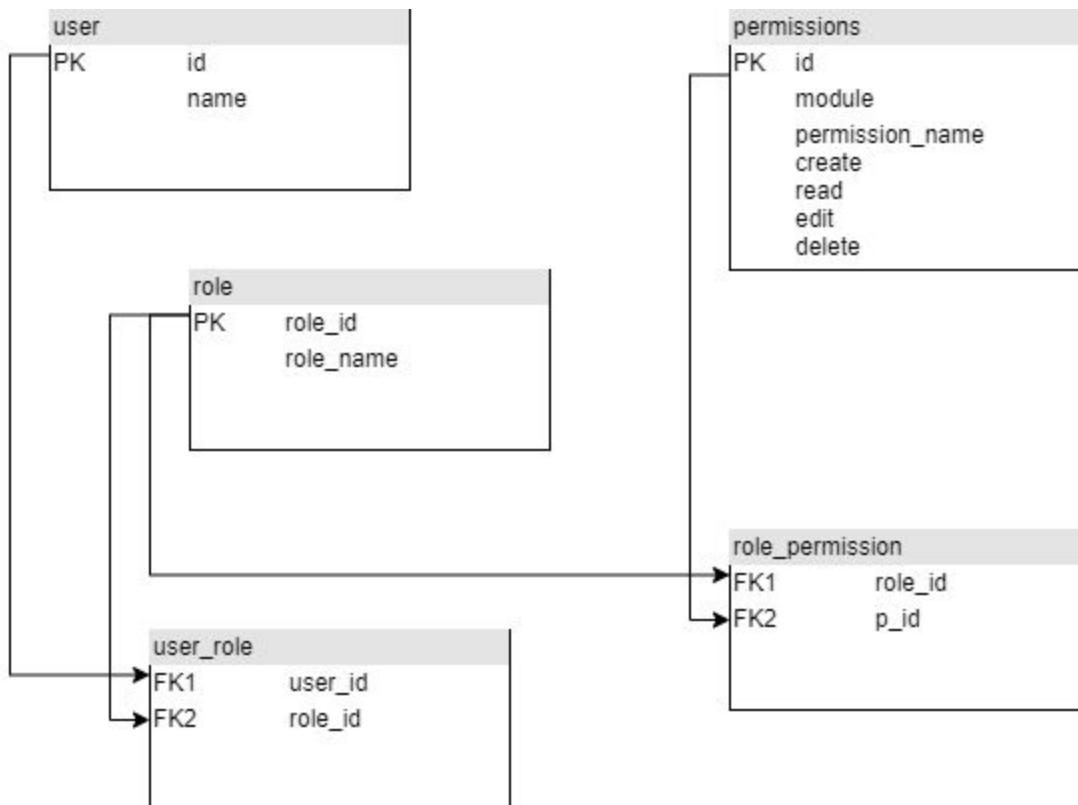 user
PK id
name
permissions
PK id
module
permission_name
create
read
edit
delete
role
PK role_id
role_name
role_permission
FK1 role_id
FK2 p_id
user_role
FK1 user_id
FK2 role_id